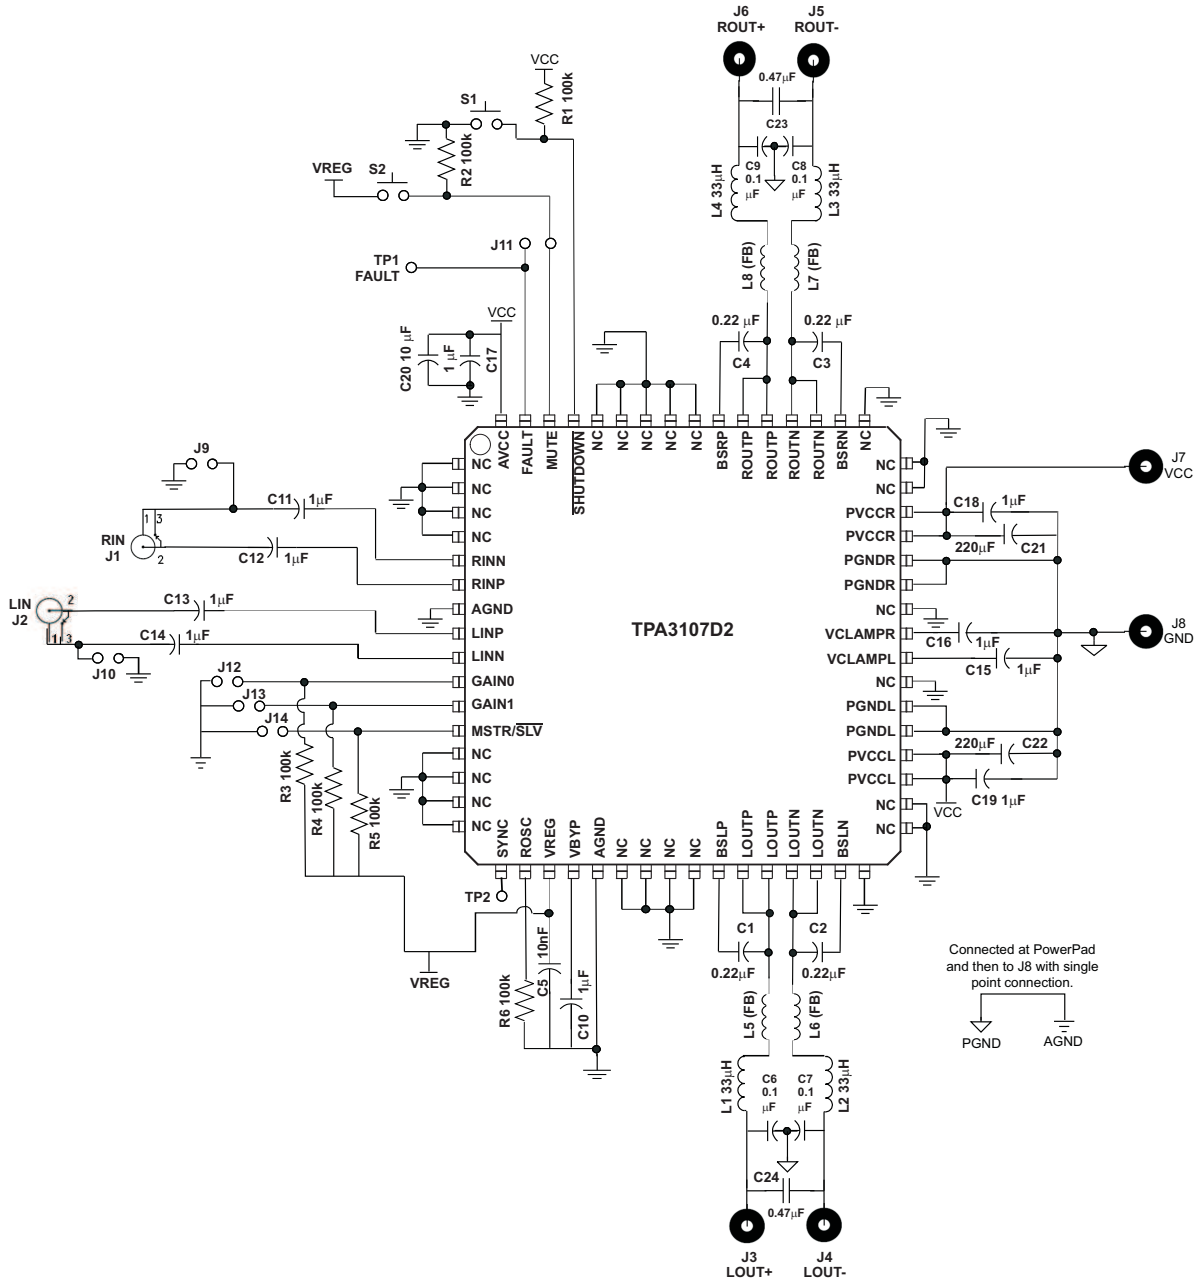 J6
ROUT+
J5
ROUT-
0.47µF
C23
C9
0.1
µF
C8
0.1
µF
L4 33µH
L3 33µH
L8 (FB)
L7 (FB)
0.22 µF
C4
0.22 µF
C3
VCC
R1 100k
S1
R2 100k
VREG
S2
J11
TP1
FAULT
VCC
C20 10 µF
1 µF
C17
AVCC
FAULT
MUTE
SHUTDOWN
NC
NC
NC
NC
NC
BSRP
ROUTP
ROUTP
ROUTN
ROUTN
BSRN
NC
J9
C11
1µF
RIN
J1
1
3
2
C12
1µF
LIN
J2
2
1
3
C13
1µF
C14
1µF
J10
J12
J13
J14
R3 100k
R4 100k
R5 100k
NC
NC
NC
NC
RINN
RINP
AGND
LINP
LINN
GAIN0
GAIN1
MSTR/SLV
NC
NC
NC
NC
TPA3107D2
NC
NC
PVCCR
PVCCR
PGNDR
PGNDR
NC
VCLAMPR
VCLAMPL
NC
PGNDL
PGNDL
PVCCL
PVCCL
NC
NC
J7
VCC
C18
1µF
220µF
C21
J8
GND
C16
1µF
C15
1µF
220µF
C22
C19 1µF
VCC
SYNC
ROSC
VREG
VBYP
AGND
NC
NC
NC
NC
BSLP
LOUTP
LOUTP
LOUTN
LOUTN
BSLN
TP2
VREG
R6 100k
10nF
C5
1µF
C10
C1
0.22µF
C2
0.22µF
L5 (FB)
L6 (FB)
L1 33µH
L2 33µH
C6
0.1
µF
C7
0.1
µF
C24
0.47µF
J3
LOUT+
J4
LOUT-
Connected at PowerPad
and then to J8 with single
point connection.
PGND
AGND